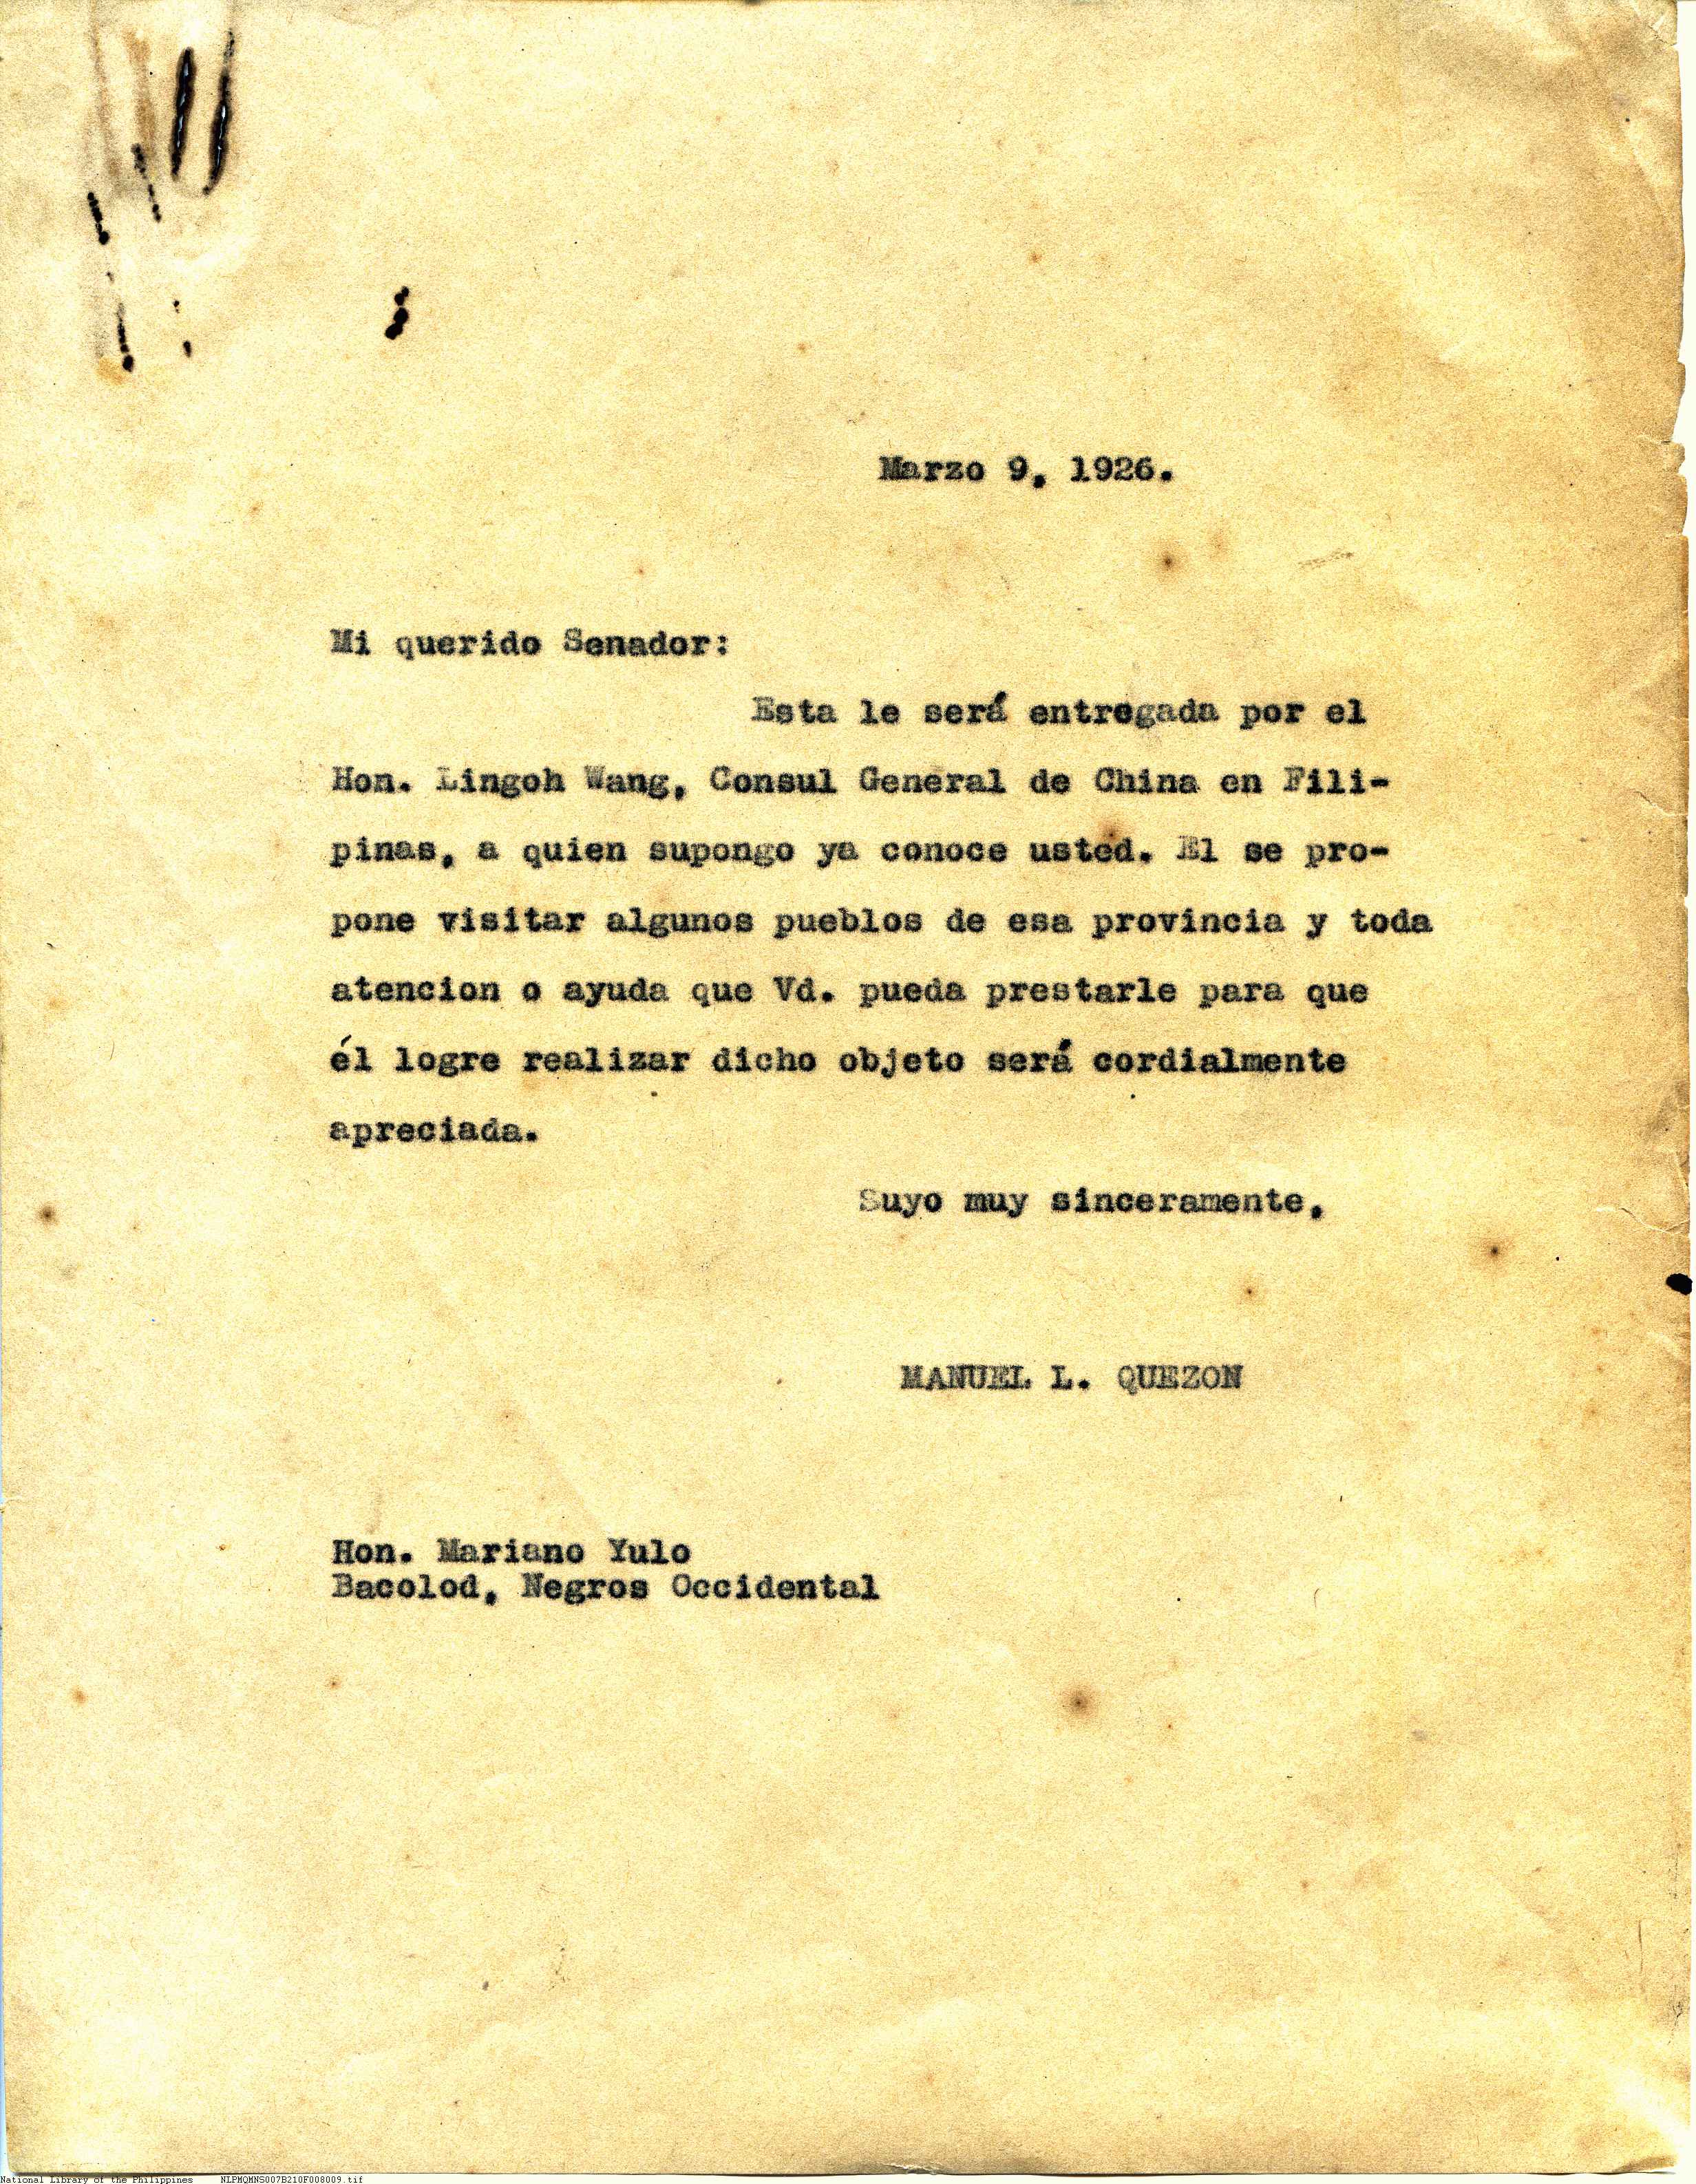 Marzo 9, 1926.
Mi querido Senador:
Esta le será entregada por el
Hon. Lingoh Wang, Consul General de China en Fili-
pinas, a quien supongo ya conoce usted. El se pro-
pone visitar algunos pueblos de esa provincia y toda
atencion o ayuda que Vd. pueda prestarle para que
él logre realizar dicho objeto será cordialmente
apreciada.
Suyo muy sinceramente,
MANUEL L. QUEZON
Hon. Mariano Yulo
Bacolod, Negros Occidental
National Library of the Philippines NLPMQMNS007B210F008009.tif